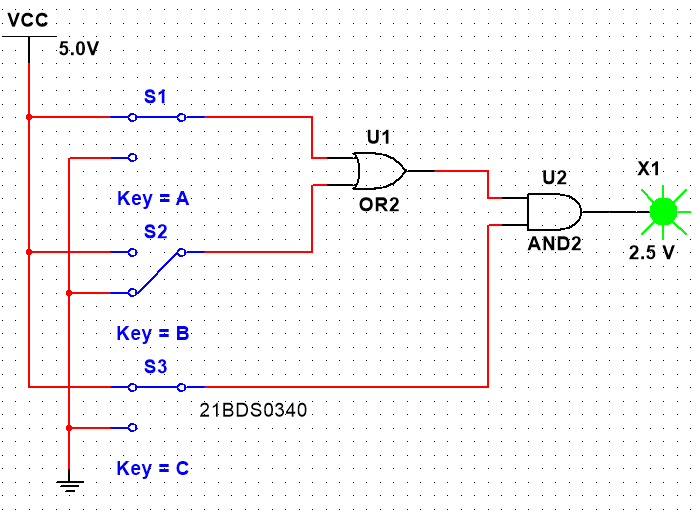 VCC
5.0V
S1
Key = A
U1
OR2
S2
Key = B
U2
AND2
X1
2.5 V
S3
21BDS0340
Key = C